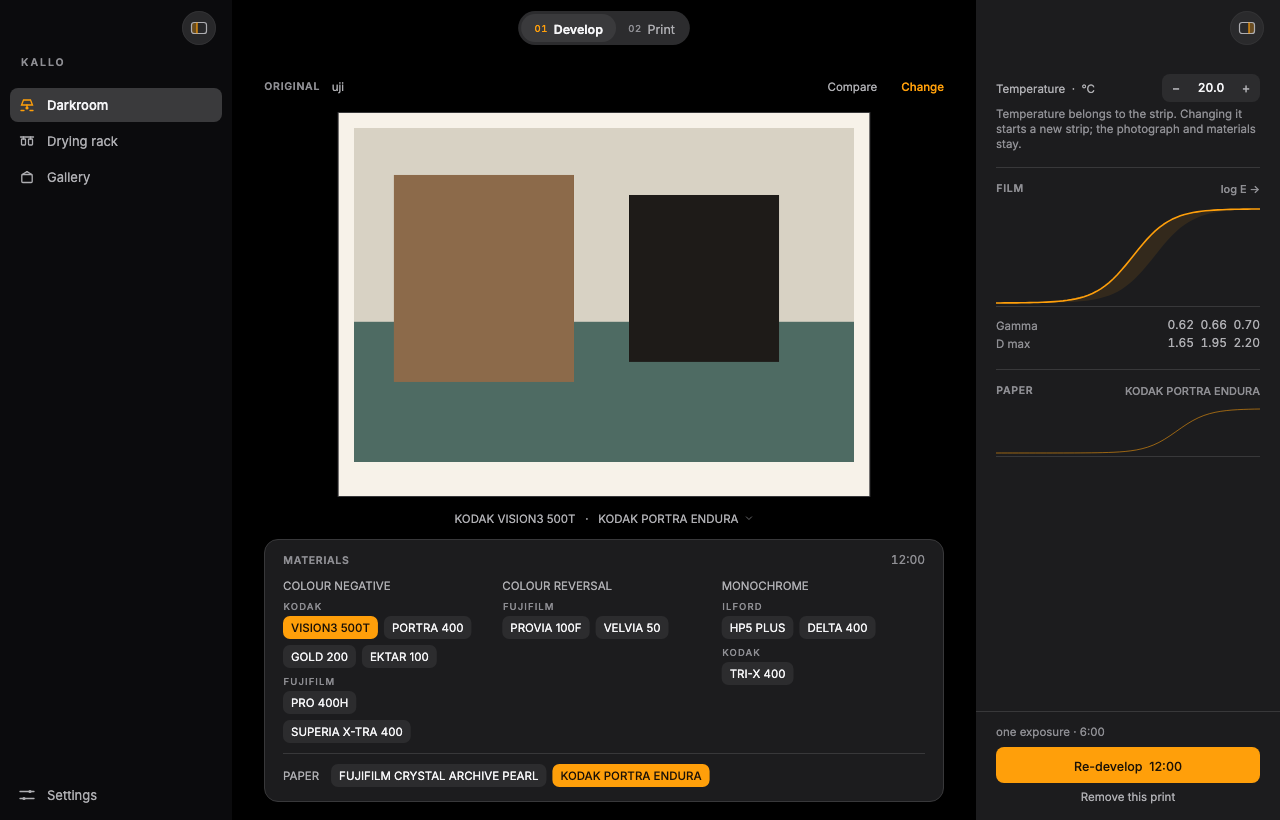 KALLO
Darkroom
Drying rack
Gallery
Settings
01 Develop 02 Print
ORIGINAL uji Compare Change
KODAK VISION3 500T · KODAK PORTRA ENDURA
MATERIALS 12:00
COLOUR NEGATIVE
KODAK
VISION3 500T PORTRA 400
GOLD 200 EKTAR 100
FUJIFILM
PRO 400H
SUPERIA X-TRA 400
COLOUR REVERSAL
FUJIFILM
PROVIA 100F VELVIA 50
MONOCHROME
ILFORD
HP5 PLUS DELTA 400
KODAK
TRI-X 400
PAPER FUJIFILM CRYSTAL ARCHIVE PEARL KODAK PORTRA ENDURA
Temperature · °C − 20.0 +
Temperature belongs to the strip. Changing it
starts a new strip; the photograph and materials
stay.
FILM log E →
Gamma 0.62 0.66 0.70
D max 1.65 1.95 2.20
PAPER KODAK PORTRA ENDURA
one exposure · 6:00
Re-develop 12:00
Remove this print